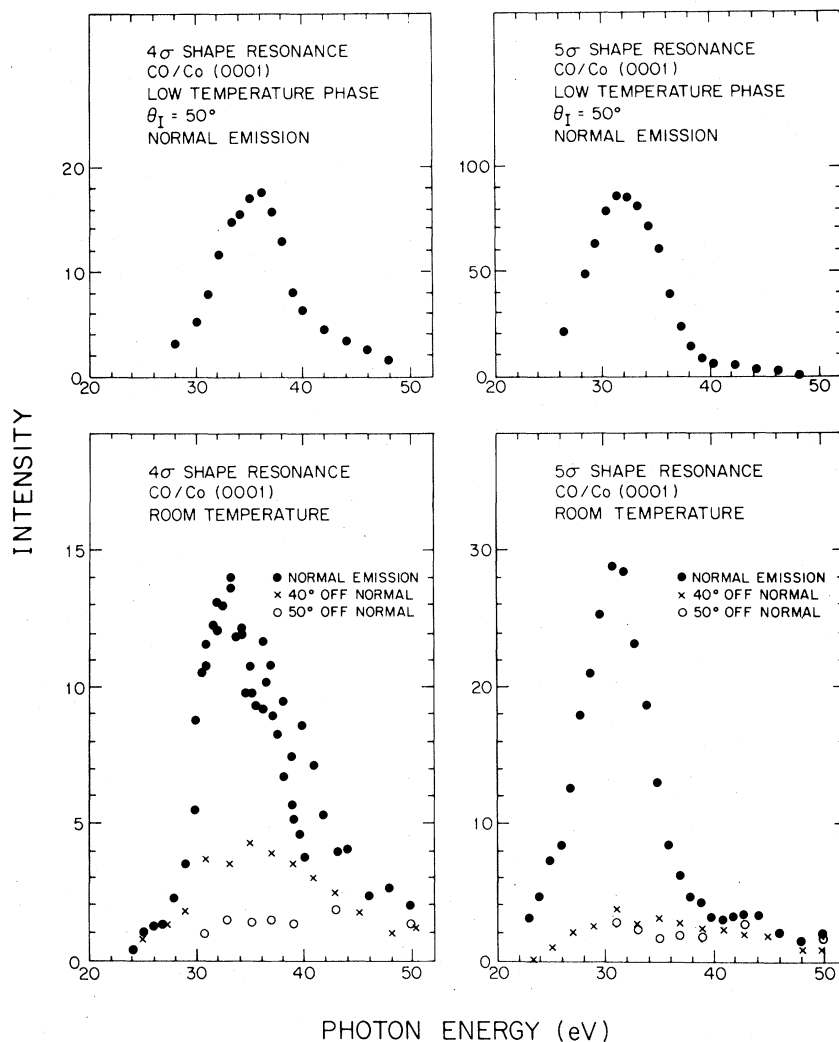 4σ SHAPE RESONANCE
CO/Co (0001)
LOW TEMPERATURE PHASE
θI = 50°
NORMAL EMISSION
20
10
0
20
30
40
50
5σ SHAPE RESONANCE
CO/Co (0001)
LOW TEMPERATURE PHASE
θI = 50°
NORMAL EMISSION
100
50
0
20
30
40
50
INTENSITY
4σ SHAPE RESONANCE
CO/Co (0001)
ROOM TEMPERATURE
● NORMAL EMISSION
× 40° OFF NORMAL
○ 50° OFF NORMAL
15
10
5
0
20
30
40
50
5σ SHAPE RESONANCE
CO/Co (0001)
ROOM TEMPERATURE
● NORMAL EMISSION
× 40° OFF NORMAL
○ 50° OFF NORMAL
30
20
10
0
20
30
40
50
PHOTON ENERGY (eV)